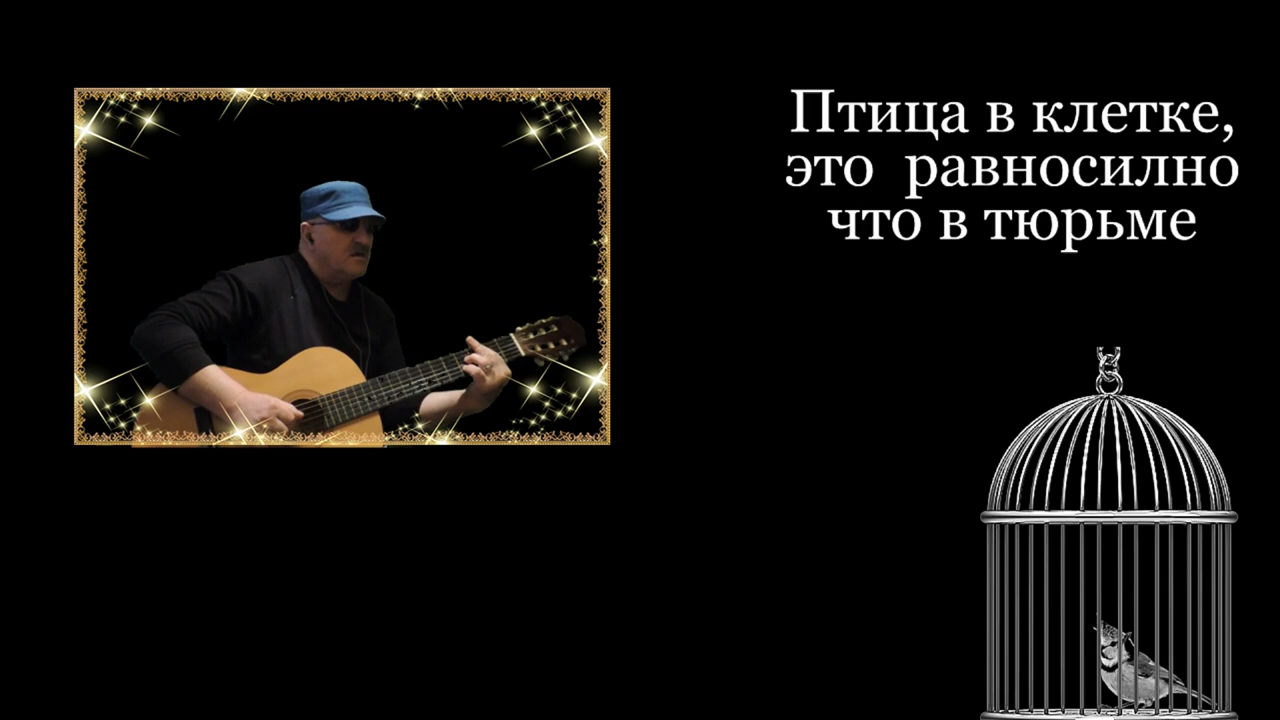 Птица в клетке,
это равносилно
что в тюрьме